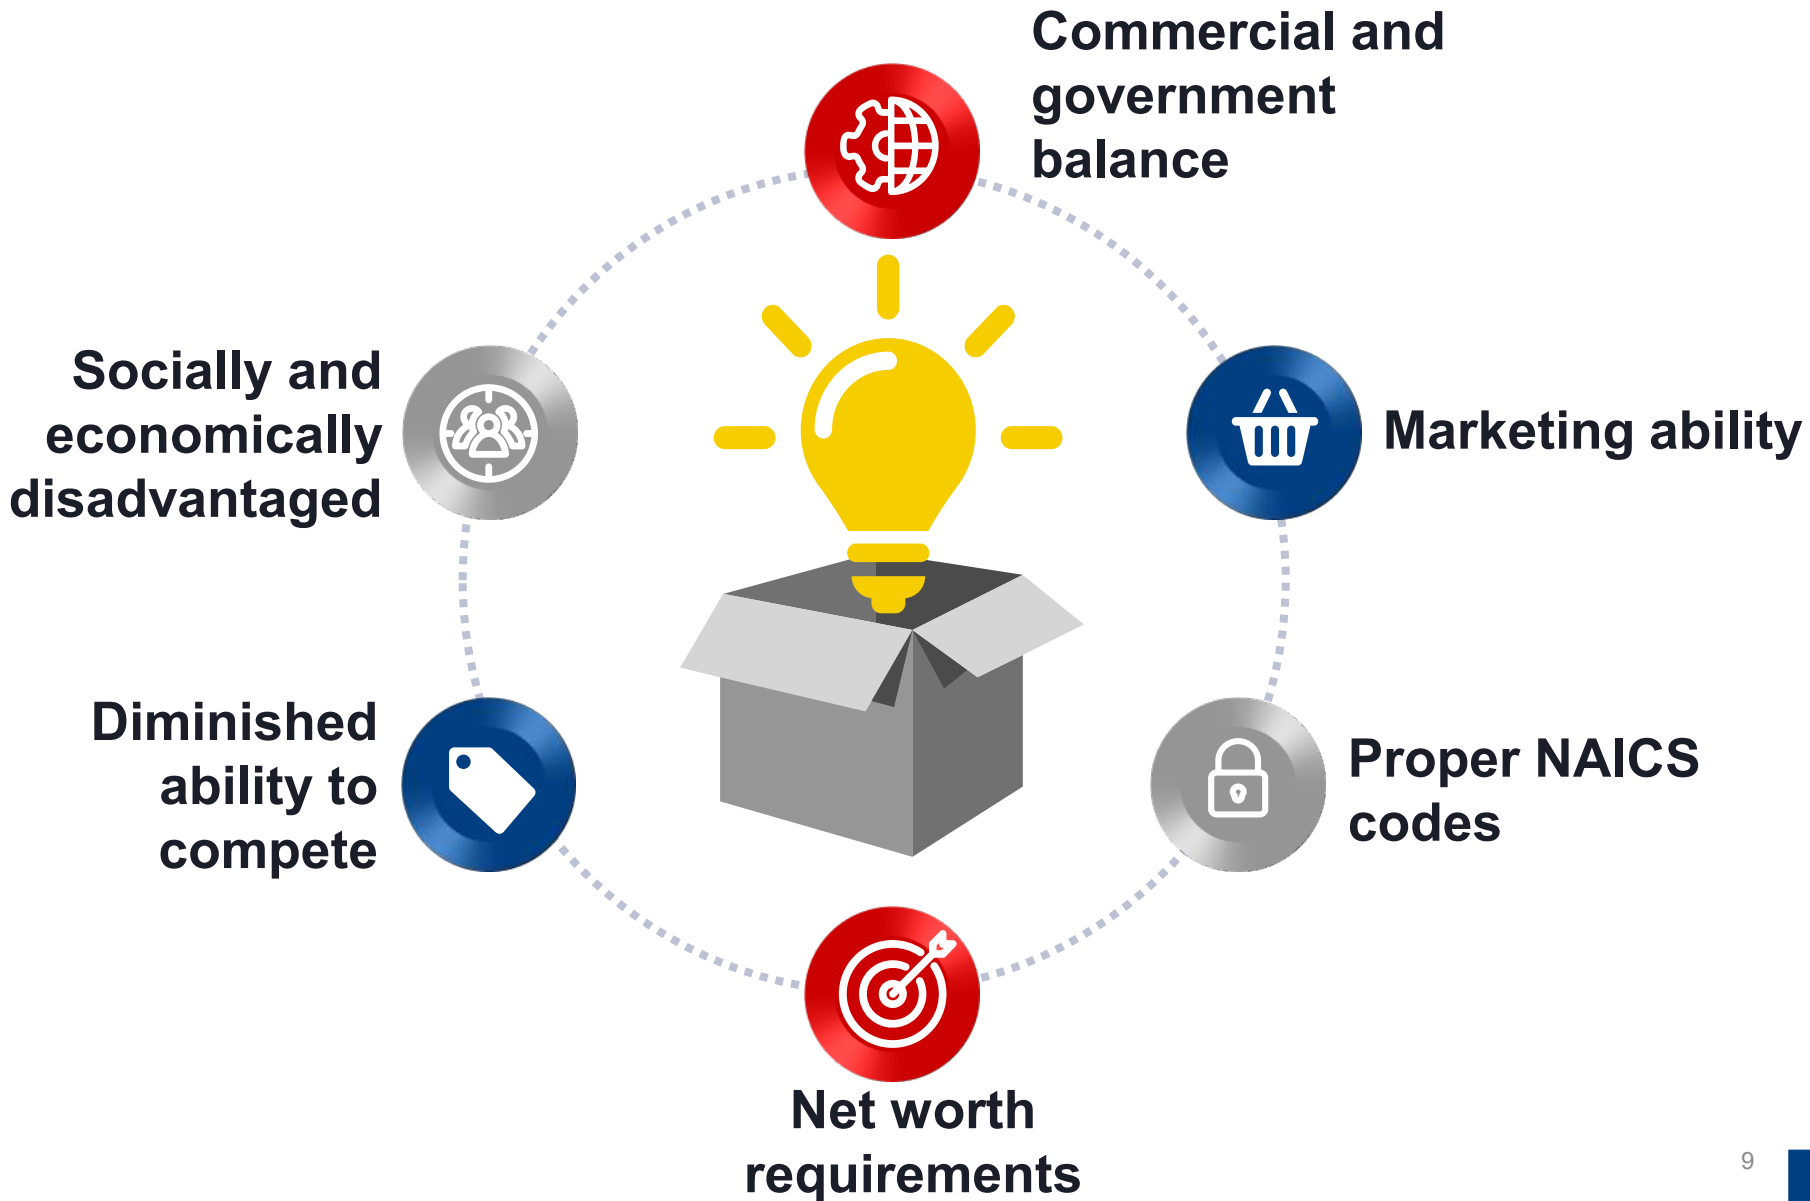 Commercial and
government
balance
Socially and
economically
disadvantaged
Marketing ability
Diminished
ability to
compete
Proper NAICS
codes
Net worth
requirements
9